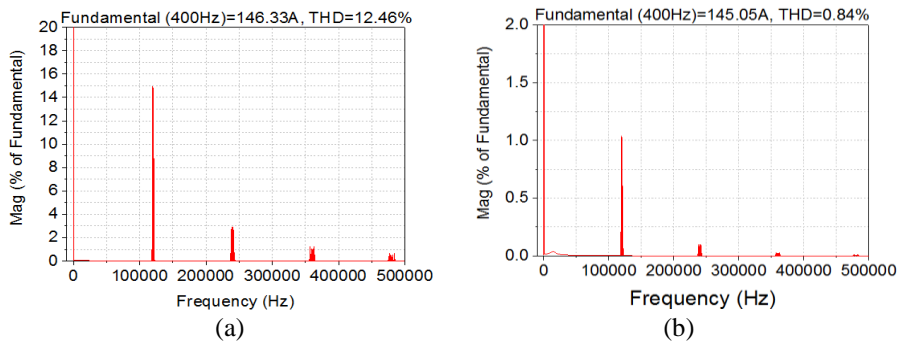 Fundamental (400Hz)=146.33A, THD=12.46%
20
18
16
14
12
10
8
6
4
2
0
Mag (% of Fundamental)
0 100000 200000 300000 400000 500000
Frequency (Hz)
(a)
Fundamental (400Hz)=145.05A, THD=0.84%
2.0
1.5
1.0
0.5
0.0
Mag (% of Fundamental)
0 100000 200000 300000 400000 500000
Frequency (Hz)
(b)